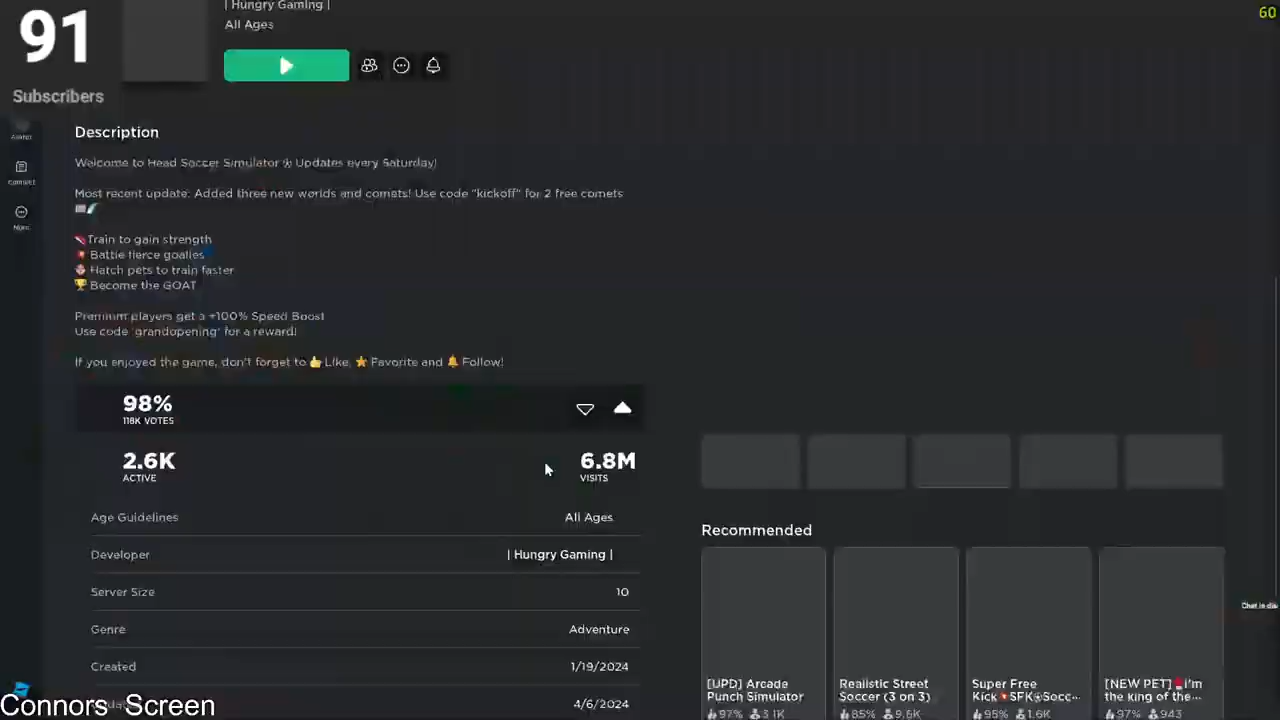 91
Subscribers
60
| Hungry Gaming |
All Ages
Connect
More
Description
Welcome to Head Soccer Simulator ⚽ Updates every Saturday!
Most recent update: Added three new worlds and comets! Use code "kickoff" for 2 free comets
Train to gain strength
Battle fierce goalies
Hatch pets to train faster
🏆 Become the GOAT
Premium players get a +100% Speed Boost
Use code 'grandopening' for a reward!
If you enjoyed the game, don't forget to 👍 Like, ⭐ Favorite and 🔔 Follow!
98%
118K VOTES
2.6K
ACTIVE
6.8M
VISITS
Age Guidelines All Ages
Developer | Hungry Gaming |
Server Size 10
Genre Adventure
Created 1/19/2024
4/6/2024
Recommended
[UPD] Arcade
Punch Simulator
97% 3.1K
Realistic Street
Soccer (3 on 3)
85% 9.6K
Super Free
Kick💥SFK⚽Socc...
95% 1.6K
[NEW PET] I'm
the king of the...
97% 943
Chat in dis
Connors Screen